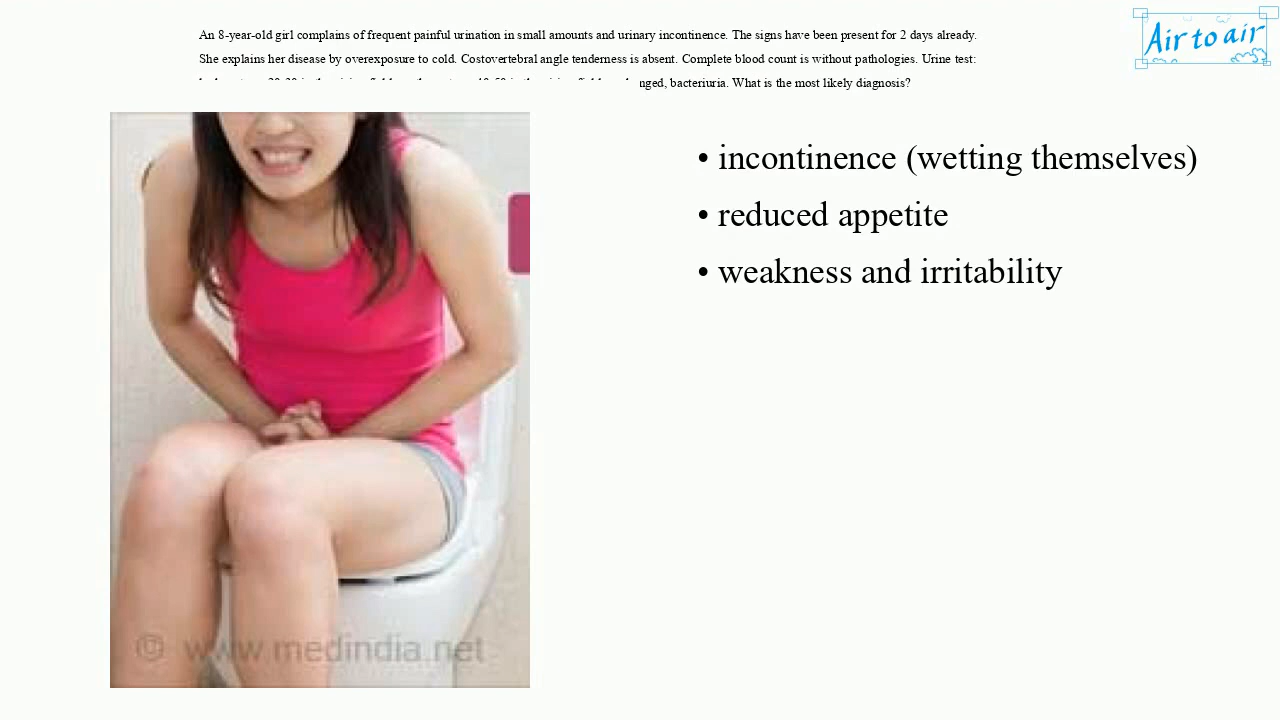 An 8-year-old girl complains of frequent painful urination in small amounts and urinary incontinence. The signs have been present for 2 days already.
She explains her disease by overexposure to cold. Costovertebral angle tenderness is absent. Complete blood count is without pathologies. Urine test:
nged, bacteriuria. What is the most likely diagnosis?
Air to air
• incontinence (wetting themselves)
• reduced appetite
• weakness and irritability
© www.medindia.net